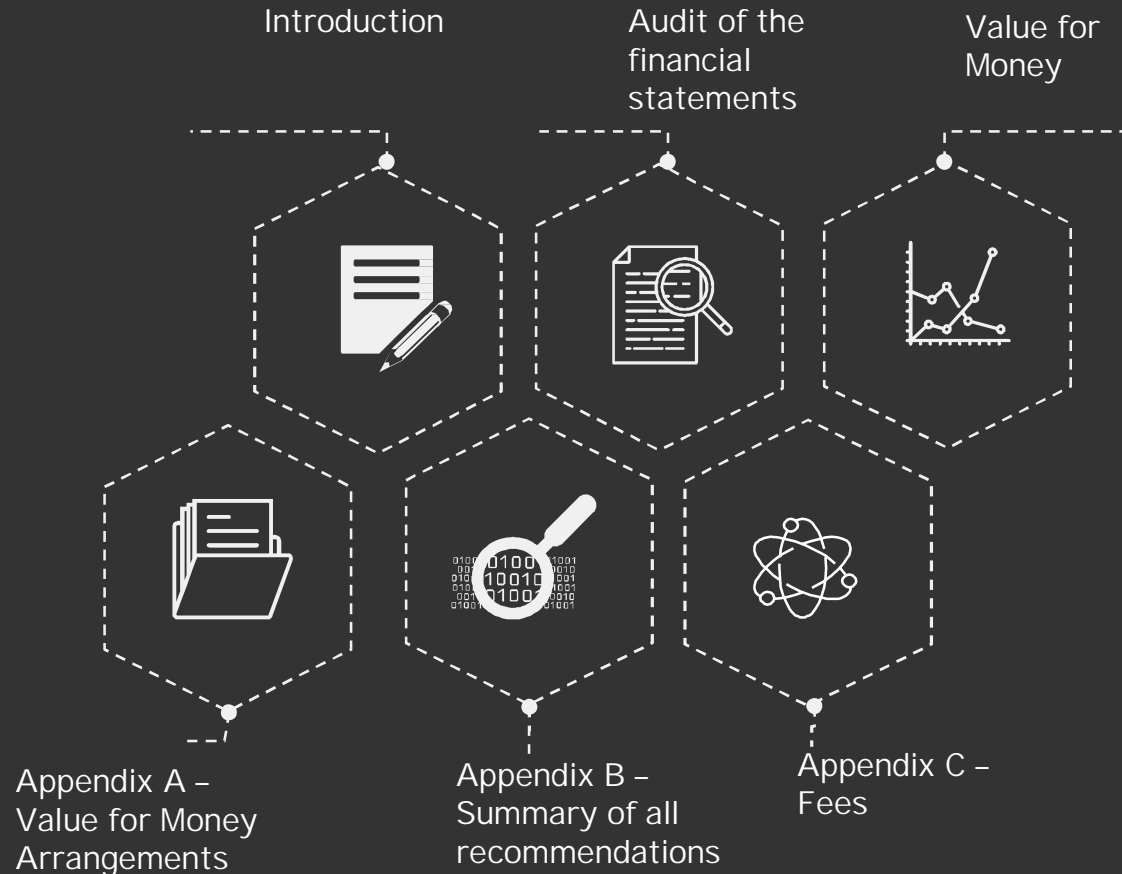 Introduction
Audit of the
financial
statements
Value for
Money
Appendix A –
Value for Money
Arrangements
Appendix B –
Summary of all
recommendations
Appendix C –
Fees